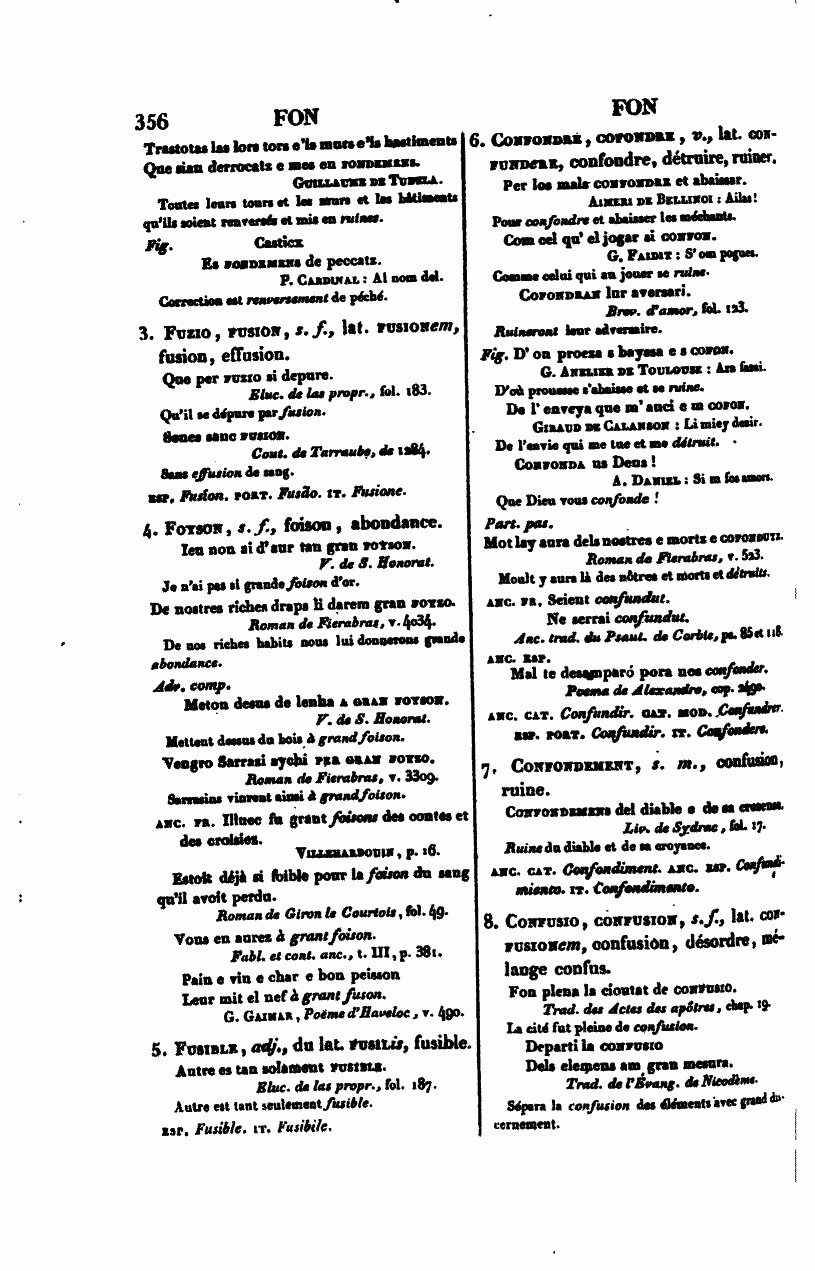 356
FON
FON
Trastotas las lors tors e'ls murs e'ls bastiments
Que sian derrocatz e mes en FONDEMENS.
GUILLAUME DE TUDELA.
Toutes leurs tours et les murs et les bâtiments
qu'ils soient renversés et mis en ruines.
Fig. Castiex
Es FONDEMENS de peccatz.
P. CARDINAL : Al nom del.
Correction est renversement de péché.
3. FUZIO, FUSION, s. f., lat. FUSIONem,
fusion, effusion.
Que per FUZIO si depure.
Eluc. de las propr., fol. 183.
Qu'il se dépure par fusion.
Senes sanc FUSION.
Cout. de Tarraube, de 1284.
Sans effusion de sang.
ESP. Fusion. PORT. Fusão. IT. Fusione.
4. FOYSON, s. f., foison, abondance.
Ieu non ai d'aur tan gran FOYSON.
V. de S. Honorat.
Je n'ai pas si grande foison d'or.
De nostres riches draps li darem gran FOYZO.
Roman de Fierabras, v. 4034.
De nos riches habits nous lui donnerons grande
abondance.
Adv. comp.
Meton desus de lenha A GRAN FOYSON.
V. de S. Honorat.
Mettent dessus du bois à grand foison.
Vengro Sarrasi aychi PER GRAN FOYZO.
Roman de Fierabras, v. 3309.
Sarrasins vinrent ainsi à grand foison.
ANC. FR. Illuec fu grant foisons des contes et
des croisiez.
VILLEHARDOUIN, p. 16.
Estoit déjà si foible pour la foison du sang
qu'il avoit perdu.
Roman de Giron le Courtois, fol. 49.
Vous en aurez à grant foison.
Fabl. et cont. anc., t. III, p. 381.
Pain e vin e char e bon peisson
Leur mit el nef à grant fuson.
G. GAIMAR, Poëme d'Haveloc, v. 490.
5. FUSIBLE, adj., du lat. FUSILis, fusible.
Autre es tan solament FUSIBLE.
Eluc. de las propr., fol. 187.
Autre est tant seulement fusible.
ESP. Fusible. IT. Fusibile.
6. CONFONDRE, COFONDRE, v., lat. CON-
FUNDERE, confondre, détruire, ruiner.
Per los mals CONFONDRE et abaissar.
AIMERI DE BELLINOI : Ailas!
Pour confondre et abaisser les méchants.
Com cel qu' el jogar si CONFON.
G. FAIDIT : S' om pogues.
Comme celui qui au jouer se ruine.
COFONDRAN lur aversari.
Brev. d'amor, fol. 123.
Ruineront leur adversaire.
Fig. D' on proeza s bayssa e s COFON.
G. ANELIER DE TOULOUSE : Ara fassi.
D'où prouesse s'abaisse et se ruine.
De l' enveya que m' auci e m COFON.
GIRAUD DE CALANSON : Li miey desir.
De l'envie qui me tue et me détruit.
CONFONDA us Deus !
A. DANIEL : Si m fos amors.
Que Dieu vous confonde !
Part. pas.
Mot lay aura dels nostres e mortz e COFONDUTZ.
Roman de Fierabras, v. 523.
Moult y aura là des nôtres et morts et détruits.
ANC. FR. Seient confundut.
Ne serrai confundut.
Anc. trad. du Psaut. de Corbie, ps. 85 et 118.
ANC. ESP.
Mal te desamparó pora nos confonder.
Poema de Alexandro, cop. 2490.
ANC. CAT. Confundir. CAT. MOD. Confundrer.
ESP. PORT. Confundir. IT. Confondere.
7. CONFONDEMENT, s. m., confusion,
ruine.
CONFONDEMENS del diable e de sa crezensa.
Liv. de Sydrac, fol. 17.
Ruine du diable et de sa croyance.
ANC. CAT. Confondiment. ANC. ESP. Confundi-
miento. IT. Confondimento.
8. CONFUSIO, CONFUSION, s. f., lat. CON-
FUSIONem, confusion, désordre, mé-
lange confus.
Fon plena la cioutat de CONFUSIO.
Trad. des Actes des apôtres, chap. 19.
La cité fut pleine de confusion.
Departi la CONFUSIO
Dels elemens am gran mesura.
Trad. de l'Évang. de Nicodème.
Sépara la confusion des éléments avec grand dis-
cernement.